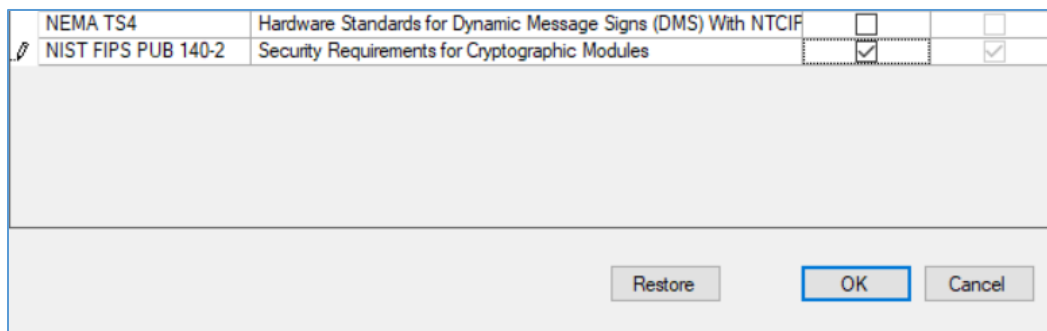 NEMA TS4 Hardware Standards for Dynamic Message Signs (DMS) With NTCIP
NIST FIPS PUB 140-2 Security Requirements for Cryptographic Modules
Restore OK Cancel